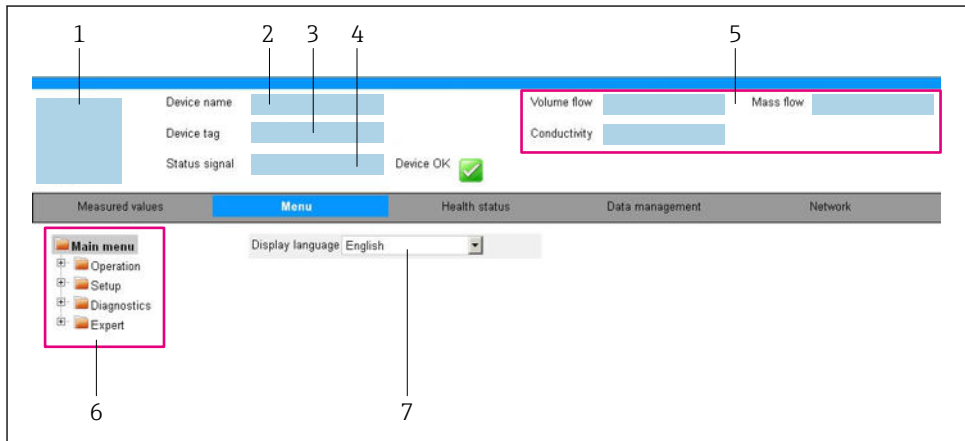 1 2 3 4 5
Device name Volume flow Mass flow
Device tag Conductivity
Status signal Device OK
Measured values Menu Health status Data management Network
Main menu Display language English
Operation
Setup
Diagnostics
Expert
6 7